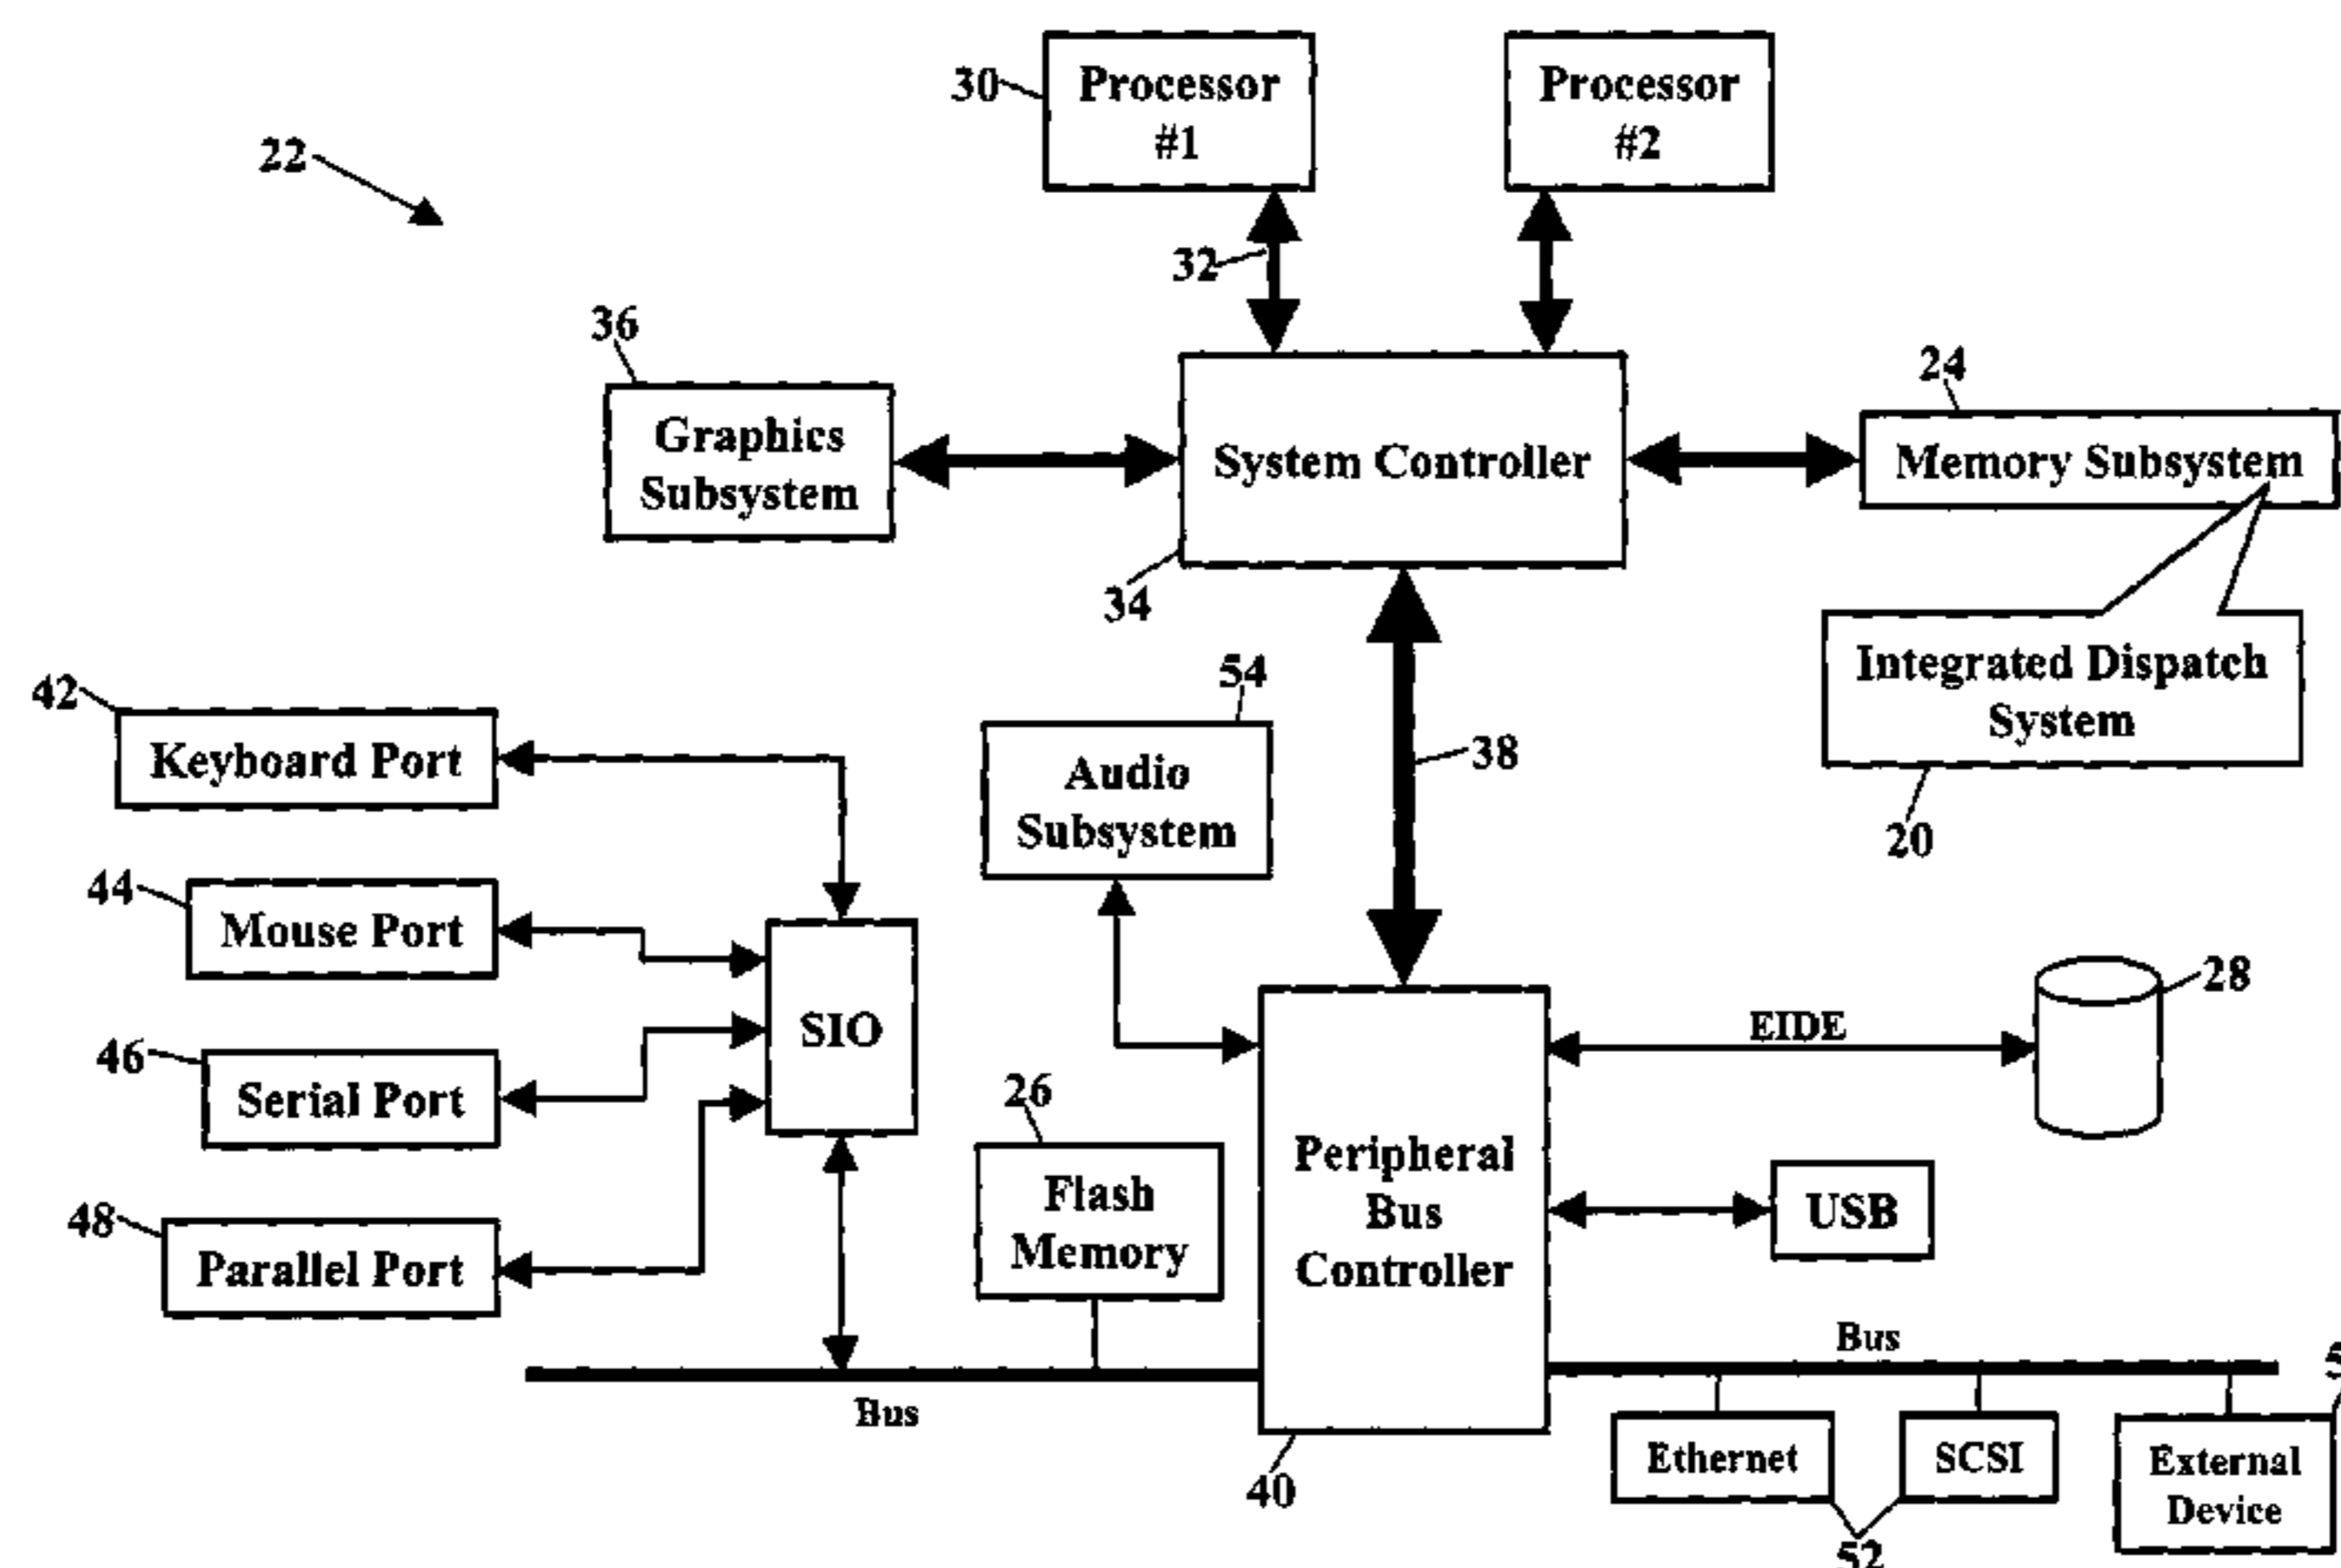 30
Processor
#1
Processor
#2
22
32
36
Graphics
Subsystem
System Controller
34
24
Memory Subsystem
Integrated Dispatch
System
20
38
42
Keyboard Port
54
Audio
Subsystem
44
Mouse Port
SIO
46
Serial Port
48
Parallel Port
26
Flash
Memory
Peripheral
Bus
Controller
40
EIDE
28
USB
Bus
Bus
Ethernet
SCSI
52
External
Device